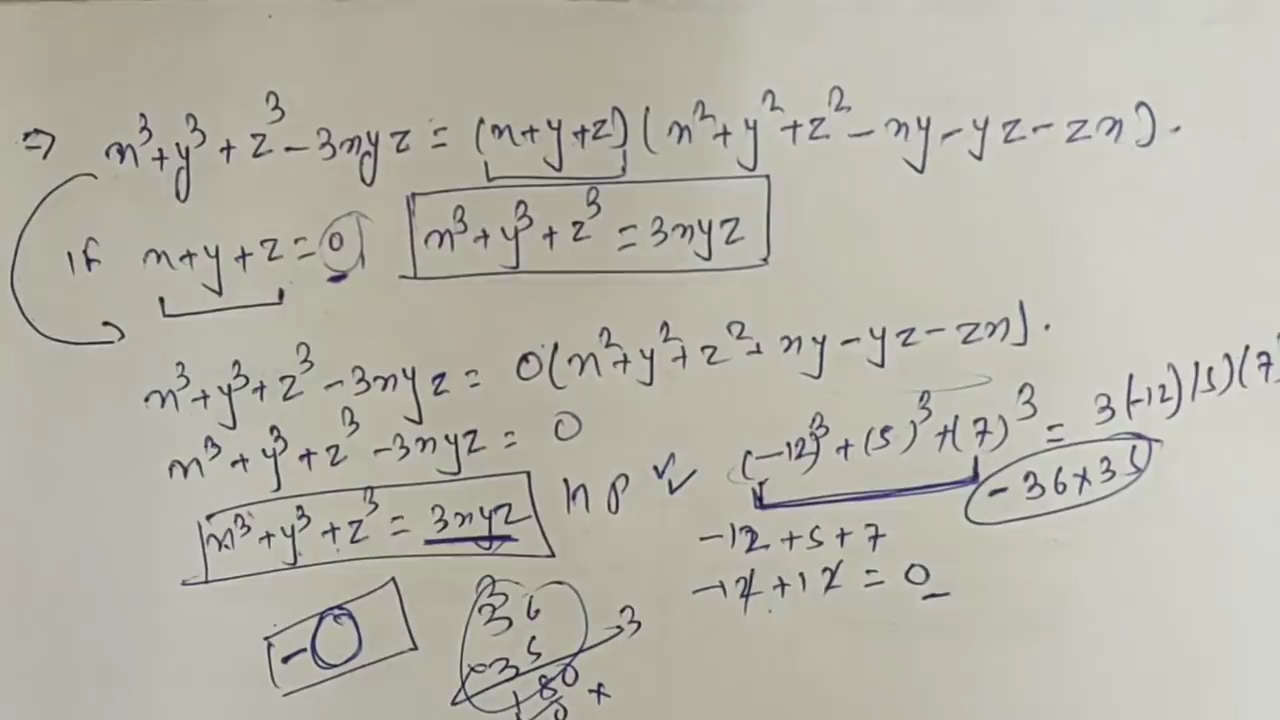 ⇒ x³+y³+z³-3xyz = (x+y+z)(x²+y²+z²-xy-yz-zx).
If x+y+z=0 x³+y³+z³=3xyz
x³+y³+z³-3xyz = 0(x²+y²+z²+xy-yz-zx).
x³+y³+z³-3xyz = 0
(-12)³+(5)³+(7)³ = 3(-12)(5)(7)
x³+y³+z³ = 3xyz
-36×35
-12+5+7
-12+12=0
-0
36
35
180